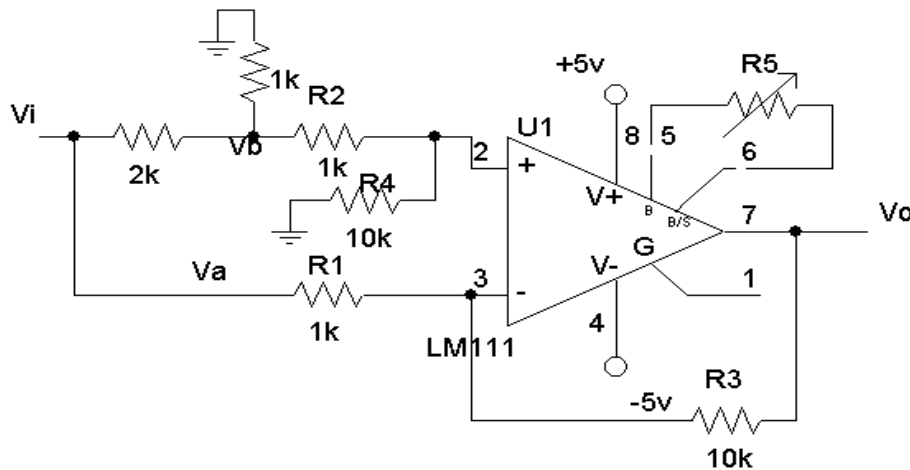 1k
R2
+5v
R5
Vi
U1
8
5
Vb
2
+
6
2k
1k
R4
V+
B
B/S
7
Vo
10k
G
Va
R1
3
-
V-
1
1k
LM111
4
R3
-5v
10k